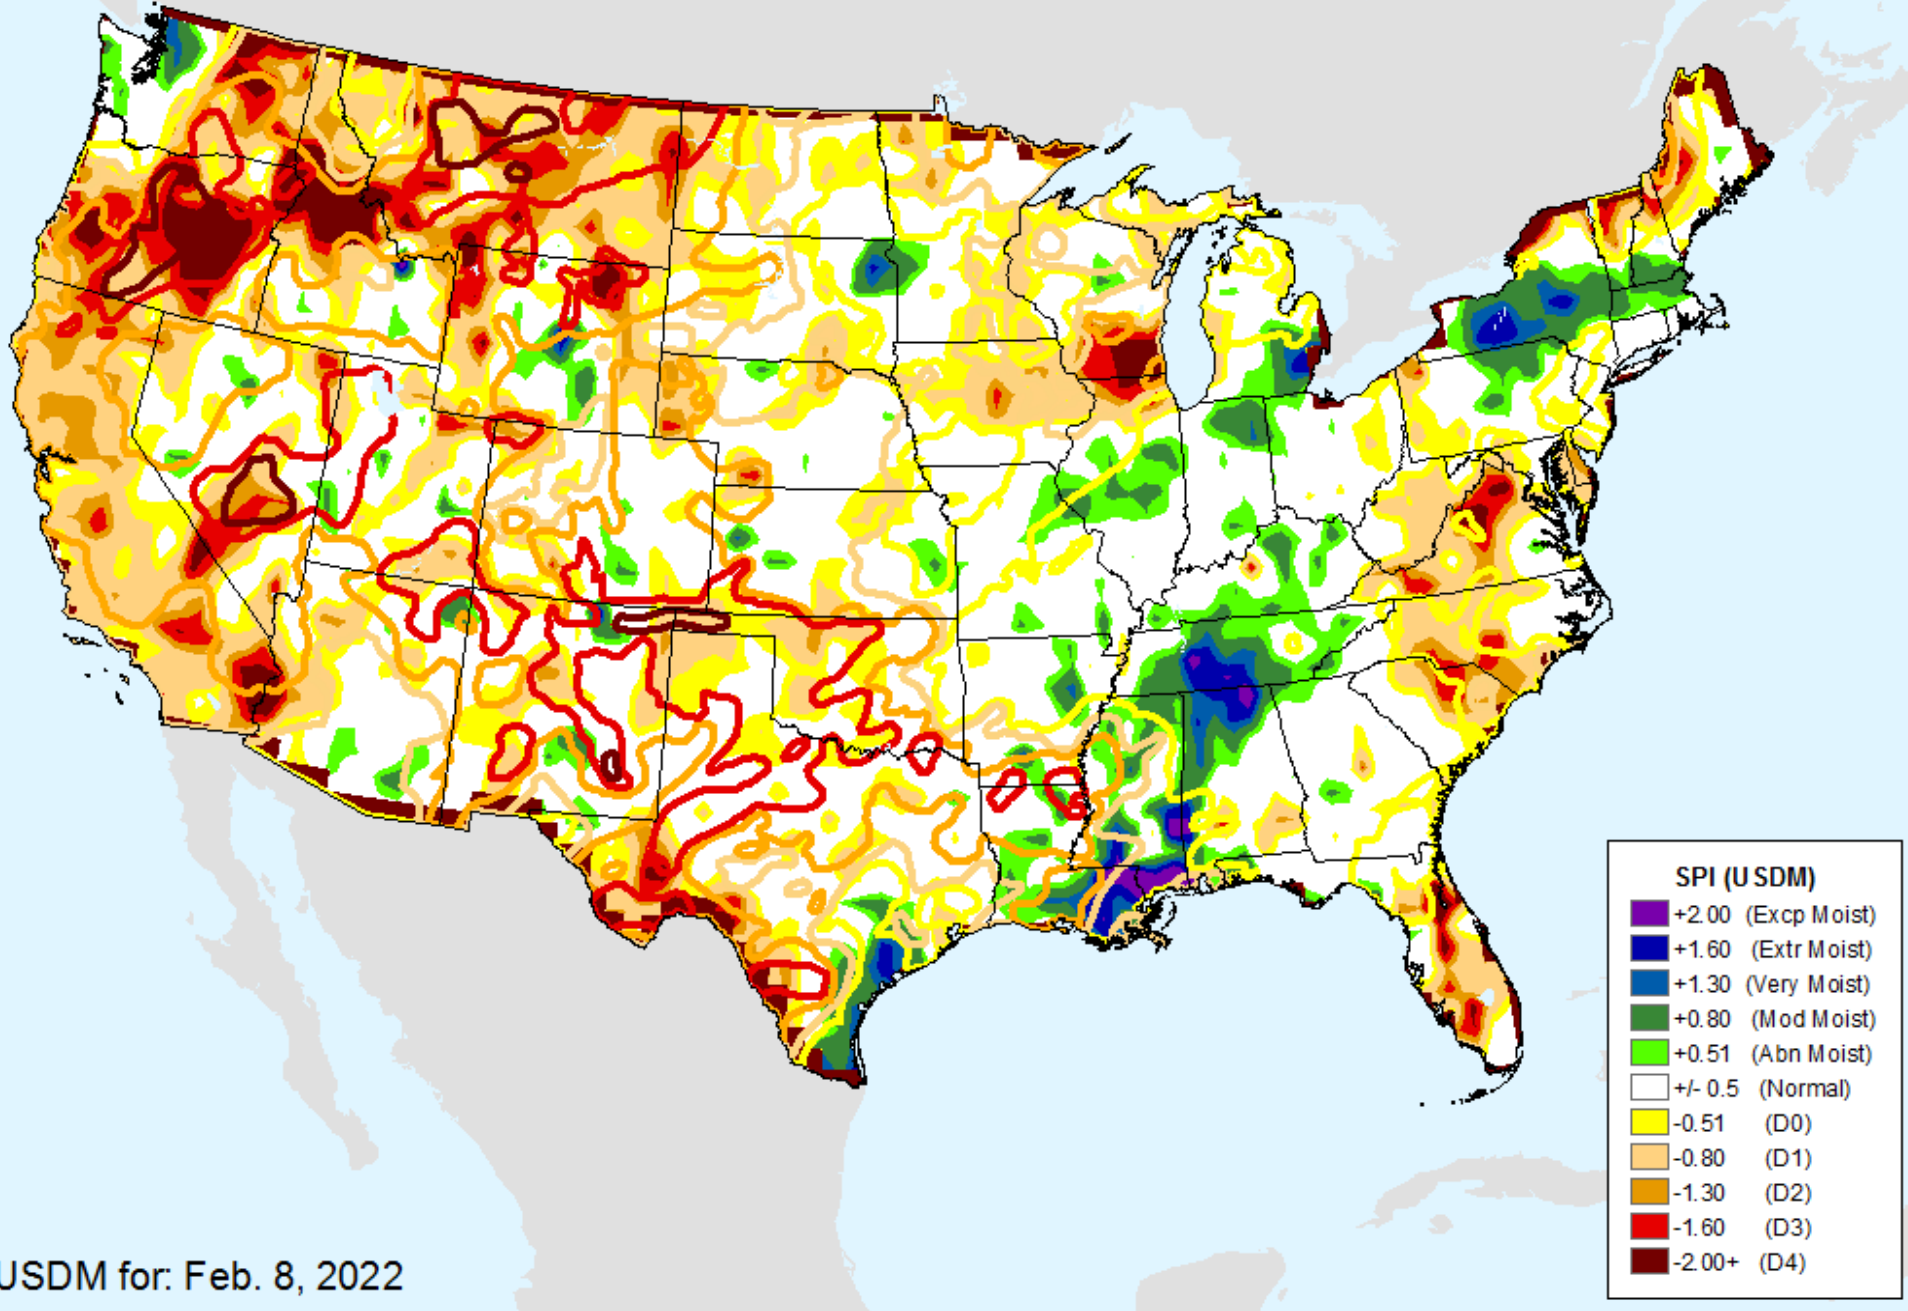 SPI (USDM)
+2.00 (Excp Moist)
+1.60 (Extr Moist)
+1.30 (Very Moist)
+0.80 (Mod Moist)
+0.51 (Abn Moist)
+/- 0.5 (Normal)
-0.51 (D0)
-0.80 (D1)
-1.30 (D2)
-1.60 (D3)
-2.00+ (D4)
USDM for: Feb. 8, 2022